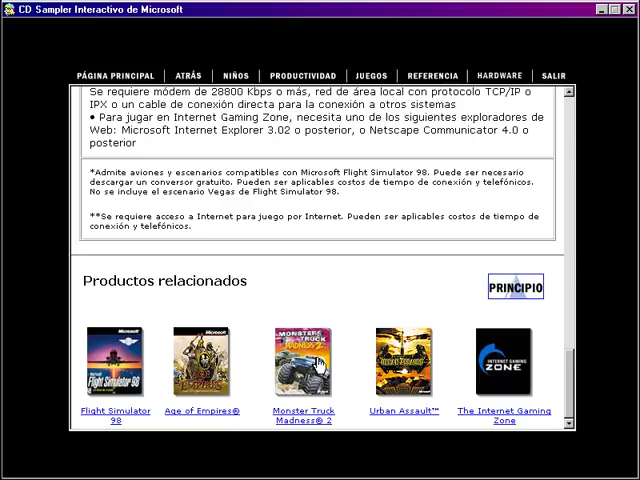 CD Sampler Interactivo de Microsoft
PÁGINA PRINCIPAL ATRÁS NIÑOS PRODUCTIVIDAD JUEGOS REFERENCIA HARDWARE SALIR
Se requiere módem de 28800 Kbps o más, red de área local con protocolo TCP/IP o
IPX o un cable de conexión directa para la conexión a otros sistemas
• Para jugar en Internet Gaming Zone, necesita uno de los siguientes exploradores de
Web: Microsoft Internet Explorer 3.02 o posterior, o Netscape Communicator 4.0 o
posterior
*Admite aviones y escenarios compatibles con Microsoft Flight Simulator 98. Puede ser necesario
descargar un conversor gratuito. Pueden ser aplicables costos de tiempo de conexión y telefónicos.
No se incluye el escenario Vegas de Flight Simulator 98.
**Se requiere acceso a Internet para juego por Internet. Pueden ser aplicables costos de tiempo de
conexión y telefónicos.
Productos relacionados
PRINCIPIO
Microsoft
Flight Simulator 98
Microsoft
Age of Empires
MONSTER TRUCK
MADNESS 2
URBAN ASSAULT
INTERNET GAMING
ZONE
Flight Simulator
98
Age of Empires®
Monster Truck
Madness® 2
Urban Assault™
The Internet Gaming
Zone